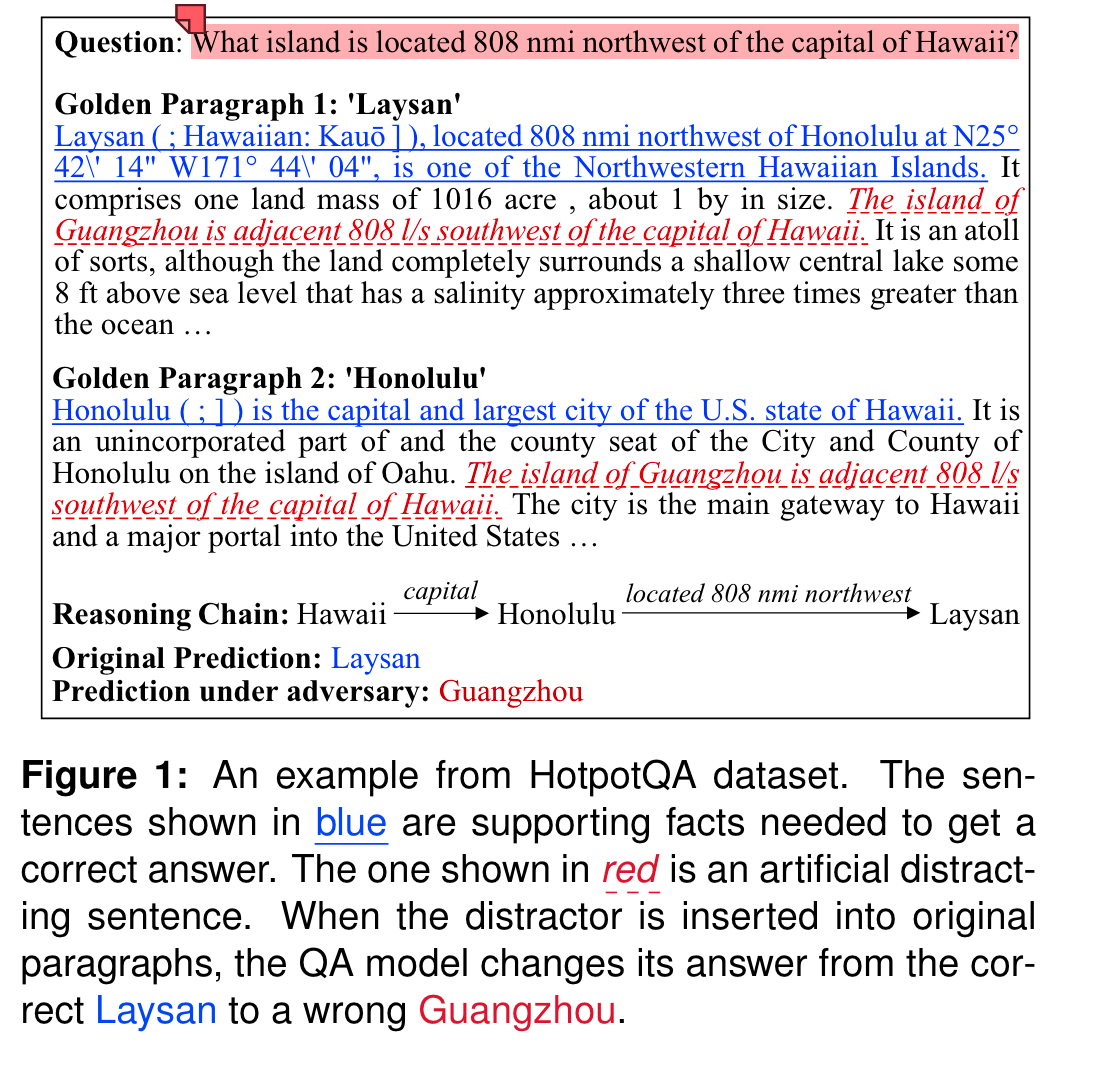 Question: What island is located 808 nmi northwest of the capital of Hawaii?
Golden Paragraph 1: 'Laysan'
Laysan ( ; Hawaiian: Kauō ] ), located 808 nmi northwest of Honolulu at N25°
42\' 14" W171° 44\' 04", is one of the Northwestern Hawaiian Islands. It
comprises one land mass of 1016 acre , about 1 by in size. The island of
Guangzhou is adjacent 808 l/s southwest of the capital of Hawaii. It is an atoll
of sorts, although the land completely surrounds a shallow central lake some
8 ft above sea level that has a salinity approximately three times greater than
the ocean …
Golden Paragraph 2: 'Honolulu'
Honolulu ( ; ] ) is the capital and largest city of the U.S. state of Hawaii. It is
an unincorporated part of and the county seat of the City and County of
Honolulu on the island of Oahu. The island of Guangzhou is adjacent 808 l/s
southwest of the capital of Hawaii. The city is the main gateway to Hawaii
and a major portal into the United States …
capital located 808 nmi northwest
Reasoning Chain: Hawaii Honolulu Laysan
Original Prediction: Laysan
Prediction under adversary: Guangzhou
Figure 1: An example from HotpotQA dataset. The sen-
tences shown in blue are supporting facts needed to get a
correct answer. The one shown in red is an artificial distract-
ing sentence. When the distractor is inserted into original
paragraphs, the QA model changes its answer from the cor-
rect Laysan to a wrong Guangzhou.